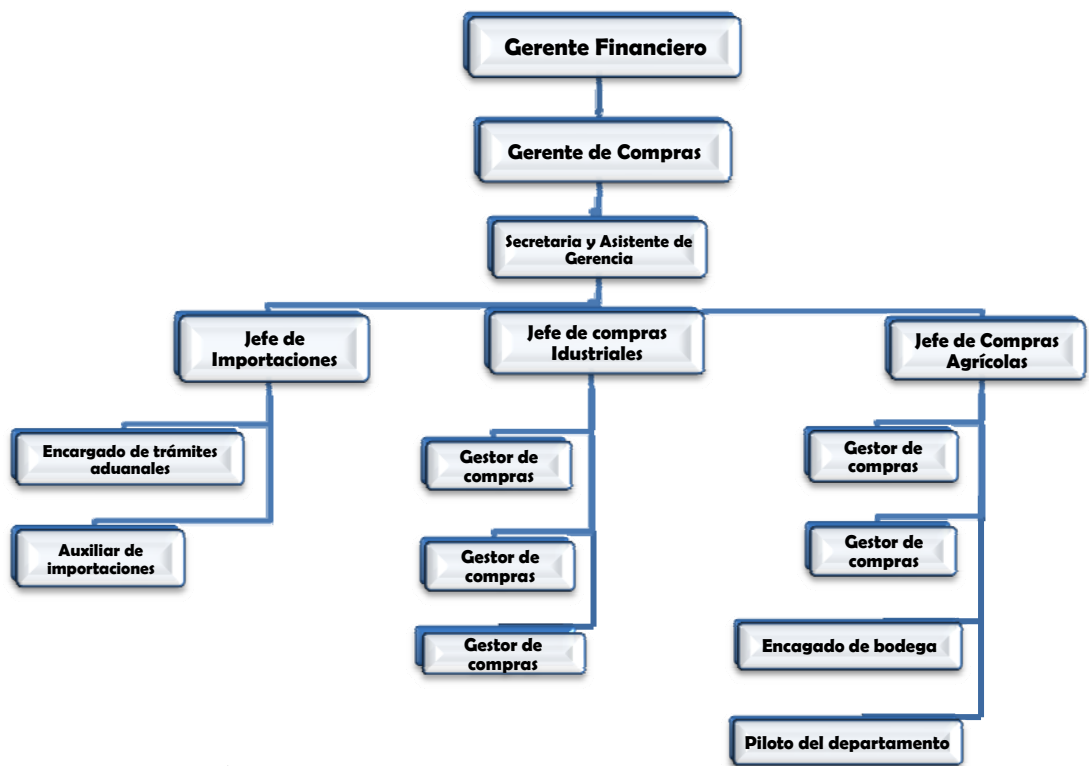 Gerente Financiero
Gerente de Compras
Secretaria y Asistente de
Gerencia
Jefe de
Importaciones
Jefe de compras
Idustriales
Jefe de Compras
Agrícolas
Encargado de trámites
aduanales
Auxiliar de
importaciones
Gestor de
compras
Gestor de
compras
Gestor de
compras
Gestor de
compras
Gestor de
compras
Encagado de bodega
Piloto del departamento